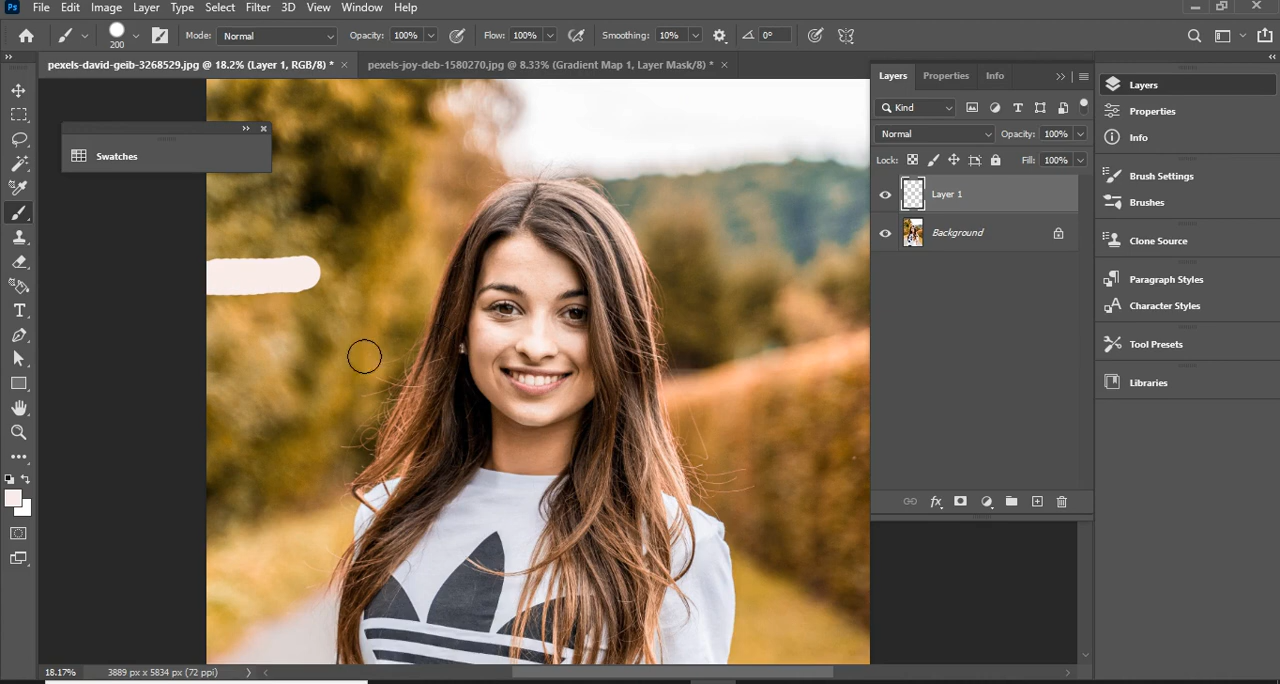 Ps File Edit Image Layer Type Select Filter 3D View Window Help
200 Mode: Normal Opacity: 100% Flow: 100% Smoothing: 10% 0°
pexels-david-geib-3268529.jpg @ 18.2% (Layer 1, RGB/8) * × pexels-joy-deb-1580270.jpg @ 8.33% (Gradient Map 1, Layer Mask/8) * ×
Swatches
Layers Properties Info
Kind
Normal Opacity: 100%
Lock: Fill: 100%
Layer 1
Background
fx
Layers
Properties
Info
Brush Settings
Brushes
Clone Source
Paragraph Styles
Character Styles
Tool Presets
Libraries
18.17% 3889 px x 5834 px (72 ppi)